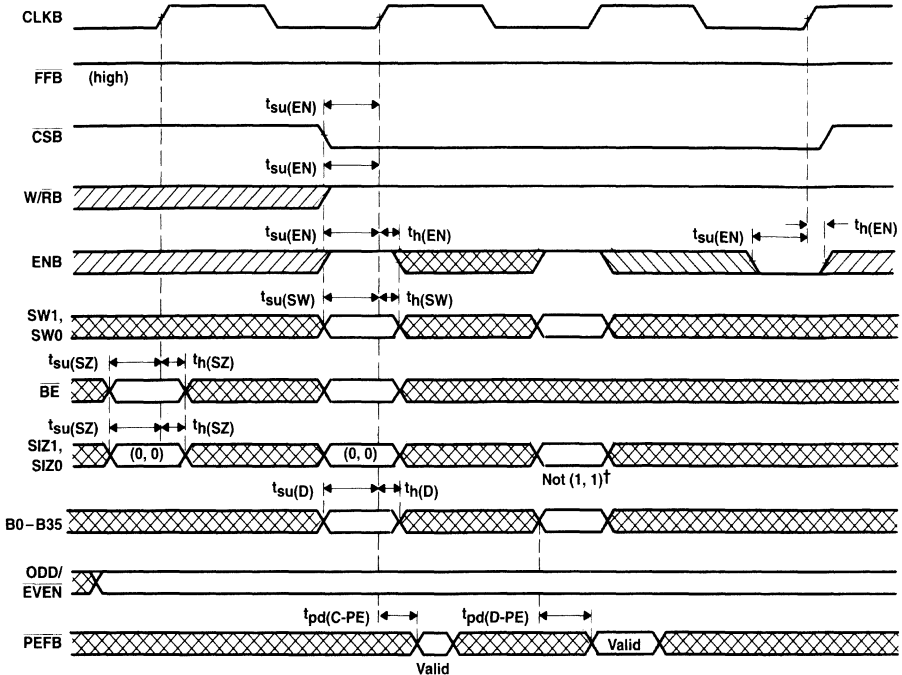 CLKB
FFB (high)
tsu(EN)
CSB
tsu(EN)
W/RB
tsu(EN) th(EN) tsu(EN) th(EN)
ENB
tsu(SW) th(SW)
SW1,
SW0
tsu(SZ) th(SZ)
BE
tsu(SZ) th(SZ)
SIZ1,
SIZ0
(0, 0) (0, 0)
Not (1, 1)†
tsu(D) th(D)
B0–B35
ODD/
EVEN
tpd(C-PE) tpd(D-PE)
PEFB
Valid
Valid